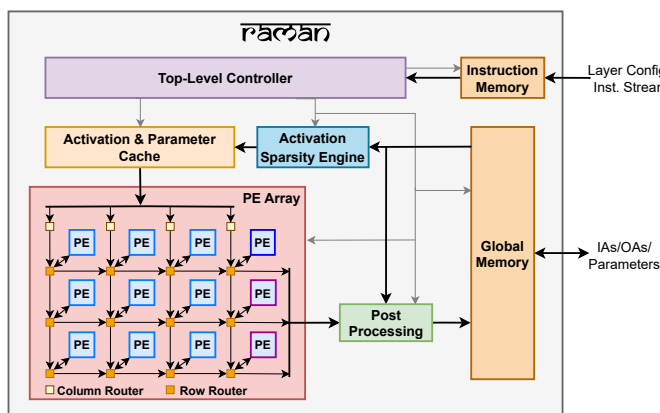 raman
Top-Level Controller
Instruction
Memory
Layer Config
Inst. Stream
Activation & Parameter
Cache
Activation
Sparsity Engine
PE Array
PE PE PE PE
PE PE PE PE
PE PE PE PE
Global
Memory
IAs/OAs/
Parameters
Post
Processing
Column Router
Row Router